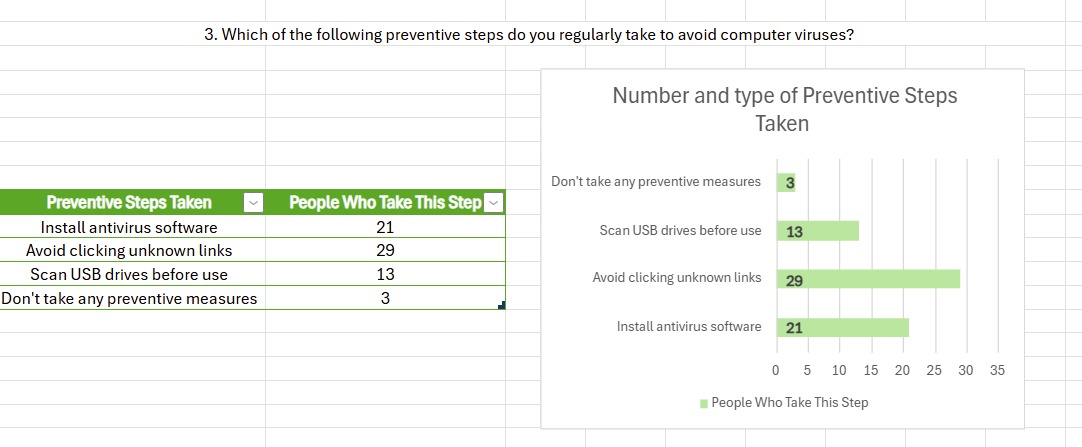 3. Which of the following preventive steps do you regularly take to avoid computer viruses?
Preventive Steps Taken People Who Take This Step
Install antivirus software 21
Avoid clicking unknown links 29
Scan USB drives before use 13
Don't take any preventive measures 3
Number and type of Preventive Steps
Taken
Don't take any preventive measures 3
Scan USB drives before use 13
Avoid clicking unknown links 29
Install antivirus software 21
0 5 10 15 20 25 30 35
People Who Take This Step